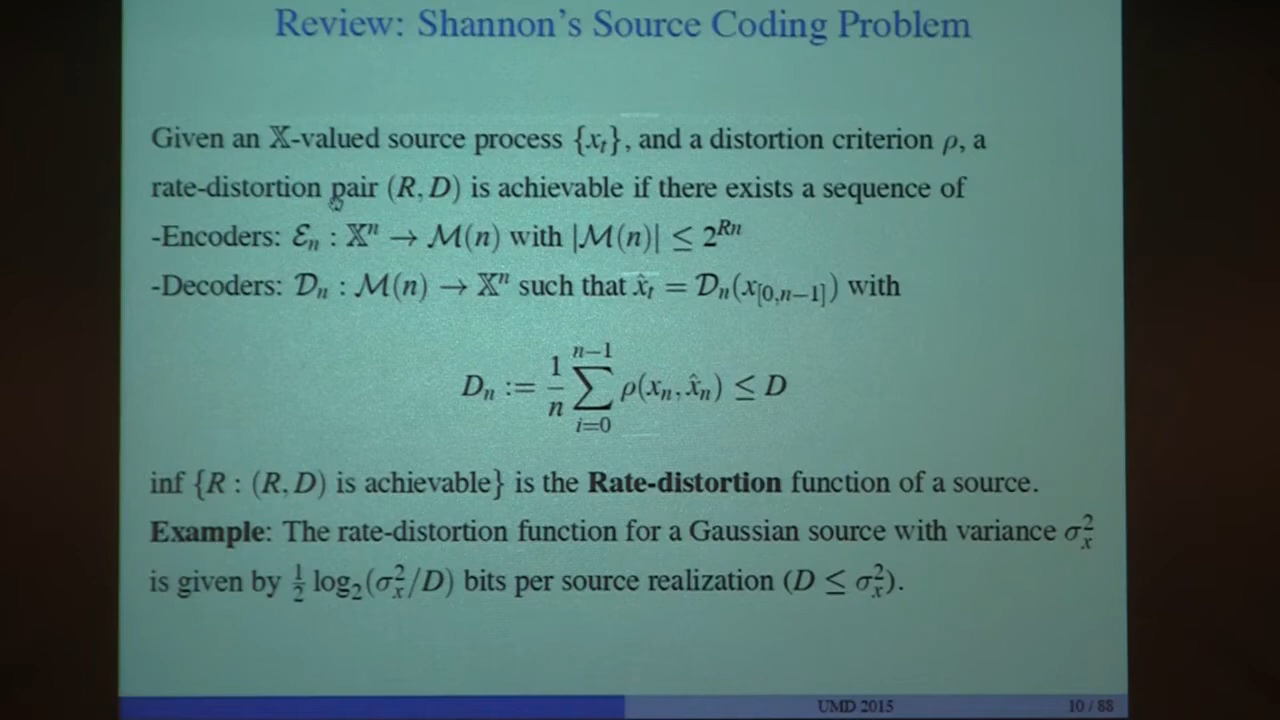 Review: Shannon's Source Coding Problem
Given an 𝕏-valued source process {x_t}, and a distortion criterion ρ, a
rate-distortion pair (R, D) is achievable if there exists a sequence of
-Encoders: ℰ_n : 𝕏^n → ℳ(n) with |ℳ(n)| ≤ 2^{Rn}
-Decoders: 𝒟_n : ℳ(n) → 𝕏^n such that x̂_t = 𝒟_n(x_{[0,n−1]}) with
D_n := \frac{1}{n} \sum_{i=0}^{n−1} ρ(x_n, x̂_n) ≤ D
inf {R : (R, D) is achievable} is the Rate-distortion function of a source.
Example: The rate-distortion function for a Gaussian source with variance σ_x^2
is given by ½ log_2(σ_x^2/D) bits per source realization (D ≤ σ_x^2).
UMD 2015 10 / 88